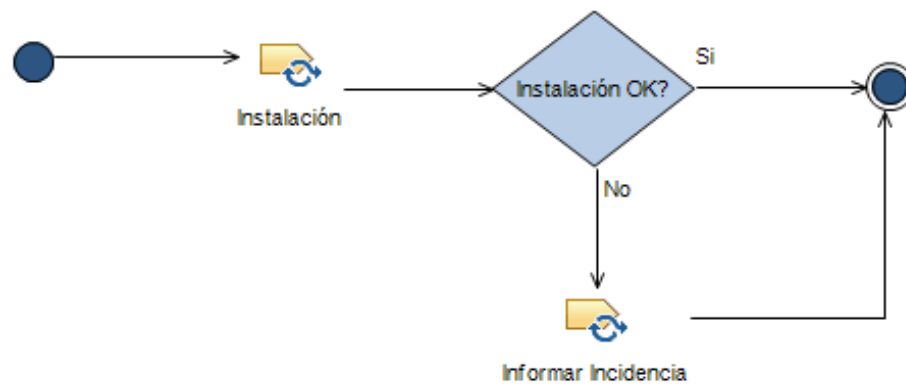 Instalación
Instalación OK?
Si
No
Informar Incidencia